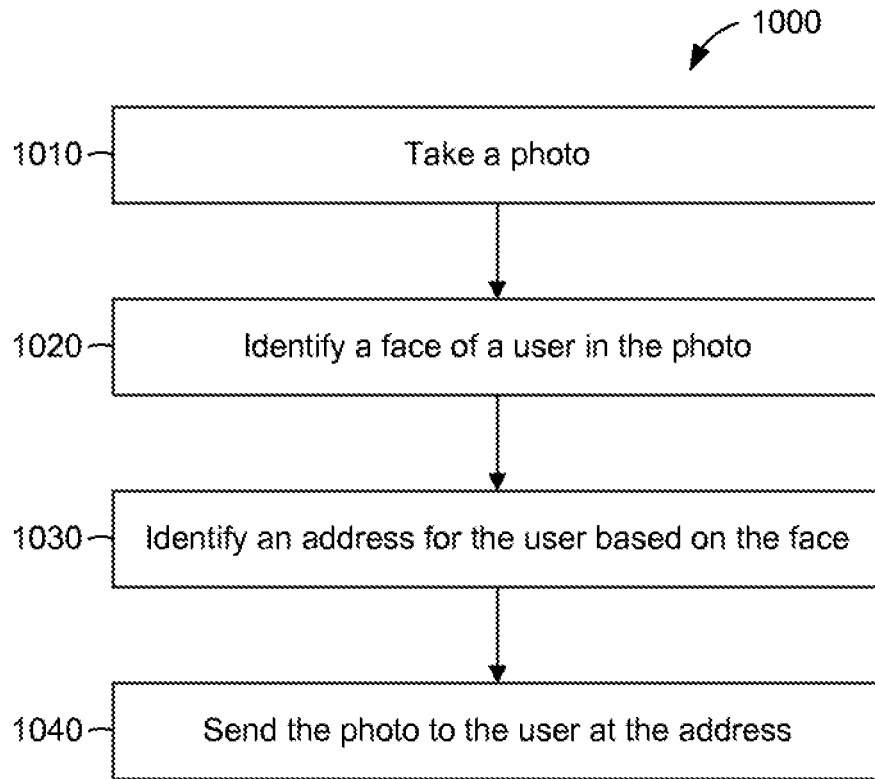 1000
1010 Take a photo
1020 Identify a face of a user in the photo
1030 Identify an address for the user based on the face
1040 Send the photo to the user at the address